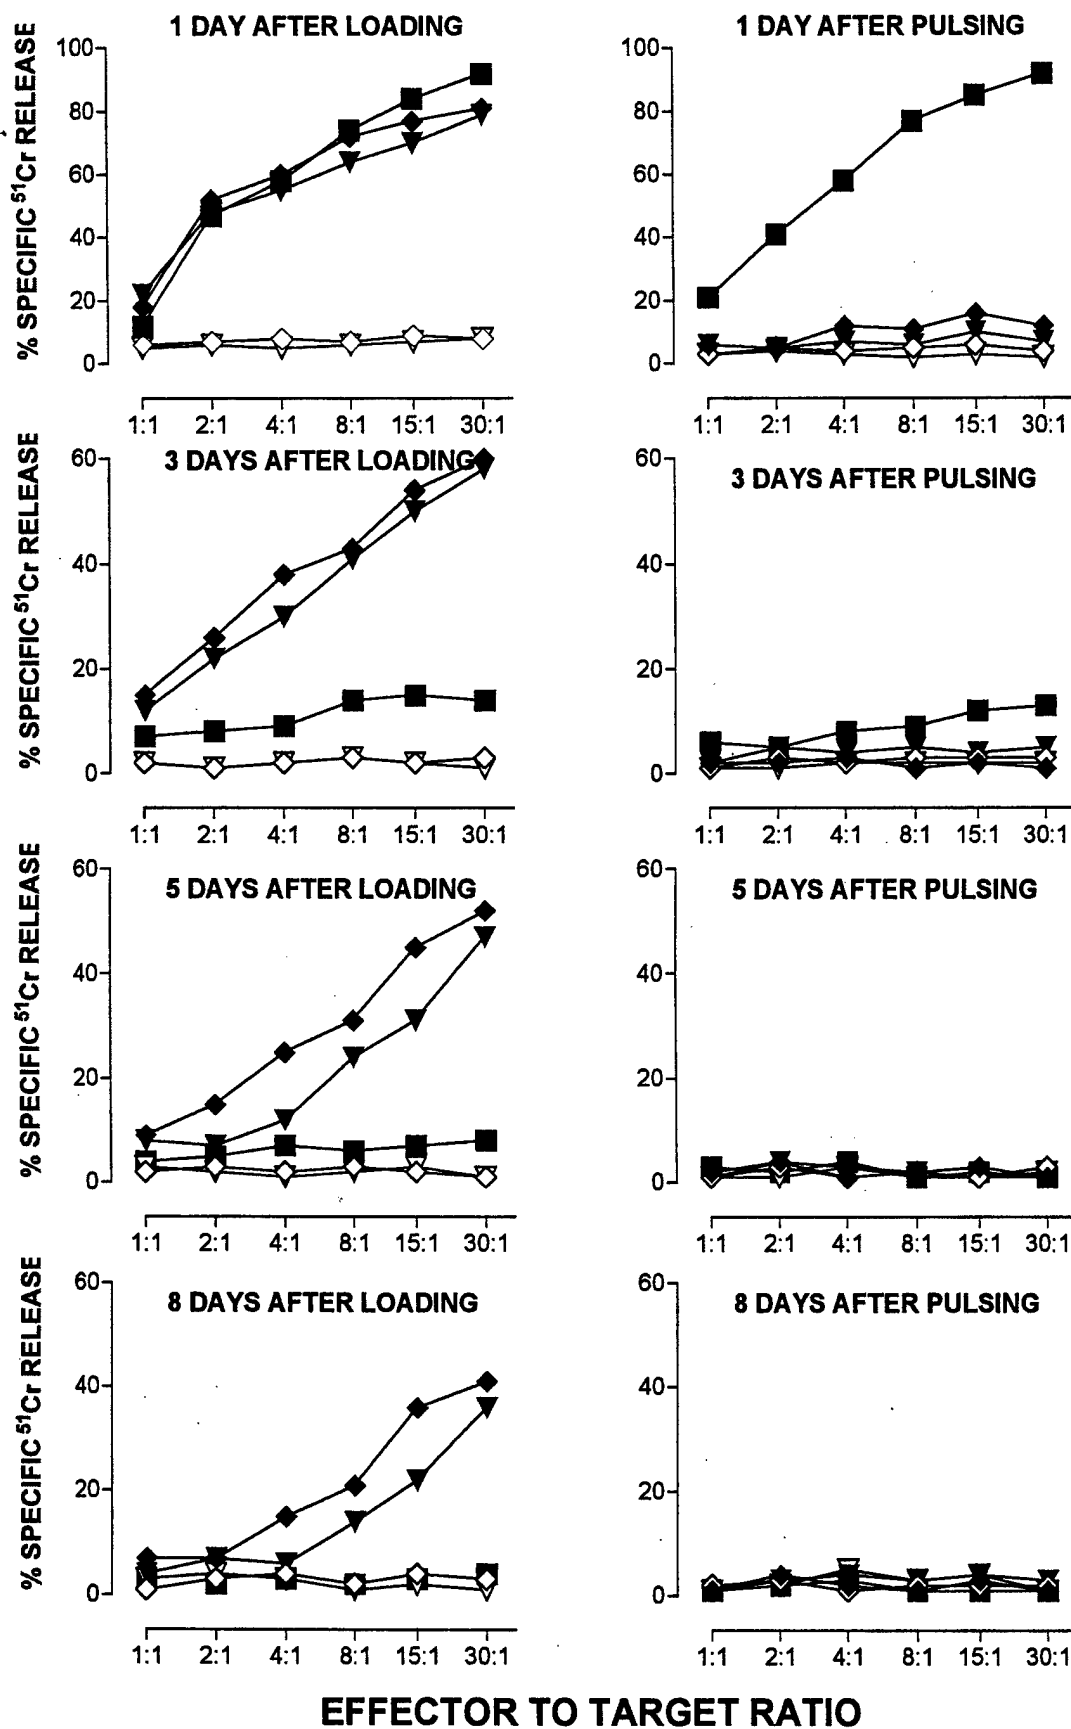 1 DAY AFTER LOADING
% SPECIFIC ⁵¹Cr RELEASE
100
80
60
40
20
0
1:1 2:1 4:1 8:1 15:1 30:1
1 DAY AFTER PULSING
100
80
60
40
20
0
1:1 2:1 4:1 8:1 15:1 30:1
3 DAYS AFTER LOADING
% SPECIFIC ⁵¹Cr RELEASE
60
40
20
0
1:1 2:1 4:1 8:1 15:1 30:1
3 DAYS AFTER PULSING
60
40
20
0
1:1 2:1 4:1 8:1 15:1 30:1
5 DAYS AFTER LOADING
% SPECIFIC ⁵¹Cr RELEASE
60
40
20
0
1:1 2:1 4:1 8:1 15:1 30:1
5 DAYS AFTER PULSING
60
40
20
0
1:1 2:1 4:1 8:1 15:1 30:1
8 DAYS AFTER LOADING
% SPECIFIC ⁵¹Cr RELEASE
60
40
20
0
1:1 2:1 4:1 8:1 15:1 30:1
8 DAYS AFTER PULSING
60
40
20
0
1:1 2:1 4:1 8:1 15:1 30:1
EFFECTOR TO TARGET RATIO